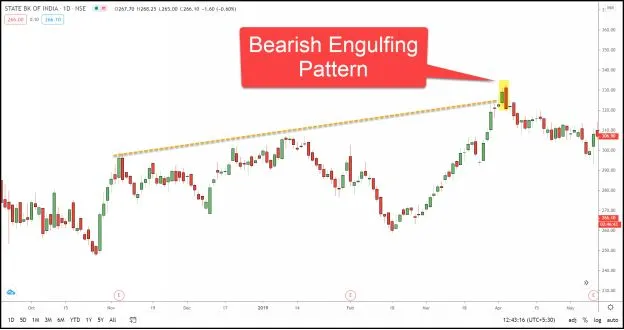 STATE BK OF INDIA · 1D · NSE O267.70 H268.25 L265.00 C266.10 -1.60 (-0.60%)
266.00 0.10 266.10
Bearish Engulfing
Pattern
360.00
350.00
340.00
330.00
320.00
310.00
306.90
300.00
290.00
280.00
270.00
266.10
260.00
250.00
240.00
230.00
E E E
Oct 15 Nov 15 Dec 17 2019 14 Feb 18 Mar 18 Apr 15 May
1D 5D 1M 3M 6M YTD 1Y 5Y All 12:43:16 (UTC+5:30) adj % log auto